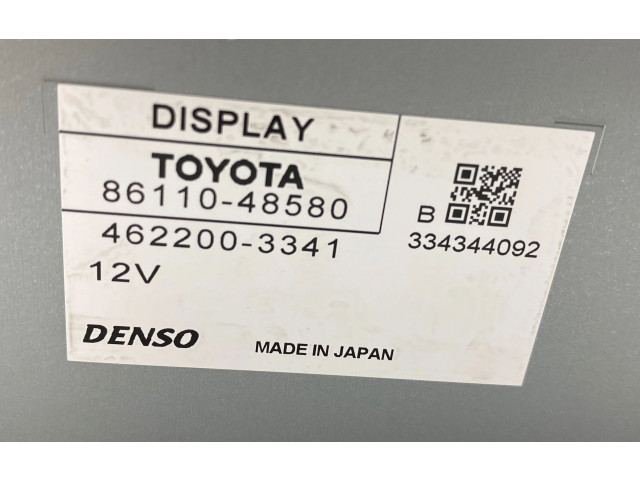 DISPLAY
TOYOTA
86110-48580
462200-3341
12V
B
334344092
DENSO
MADE IN JAPAN